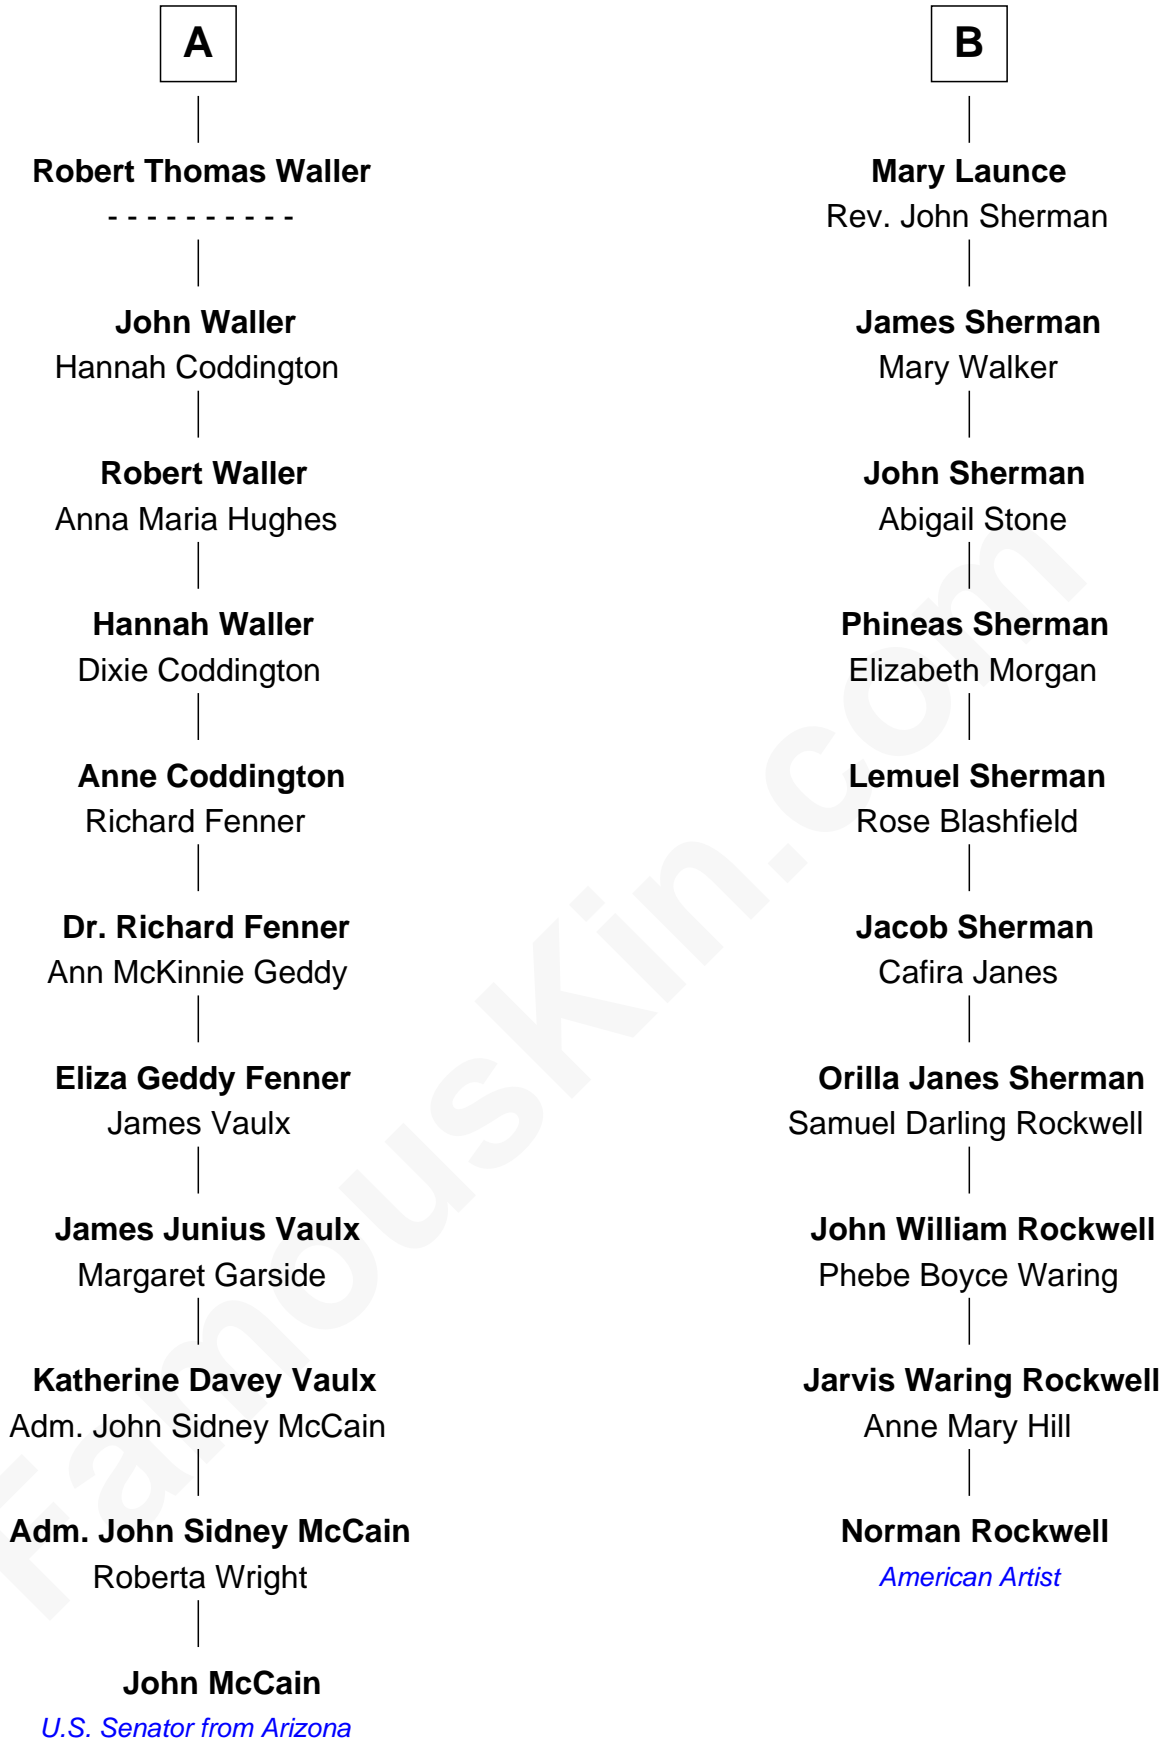 A
Robert Thomas Waller
- - - - - - - - - -
John Waller
Hannah Coddington
Robert Waller
Anna Maria Hughes
Hannah Waller
Dixie Coddington
Anne Coddington
Richard Fenner
Dr. Richard Fenner
Ann McKinnie Geddy
Eliza Geddy Fenner
James Vaulx
James Junius Vaulx
Margaret Garside
Katherine Davey Vaulx
Adm. John Sidney McCain
Adm. John Sidney McCain
Roberta Wright
John McCain
U.S. Senator from Arizona
B
Mary Launce
Rev. John Sherman
James Sherman
Mary Walker
John Sherman
Abigail Stone
Phineas Sherman
Elizabeth Morgan
Lemuel Sherman
Rose Blashfield
Jacob Sherman
Cafira Janes
Orilla Janes Sherman
Samuel Darling Rockwell
John William Rockwell
Phebe Boyce Waring
Jarvis Waring Rockwell
Anne Mary Hill
Norman Rockwell
American Artist
FamousKin.com